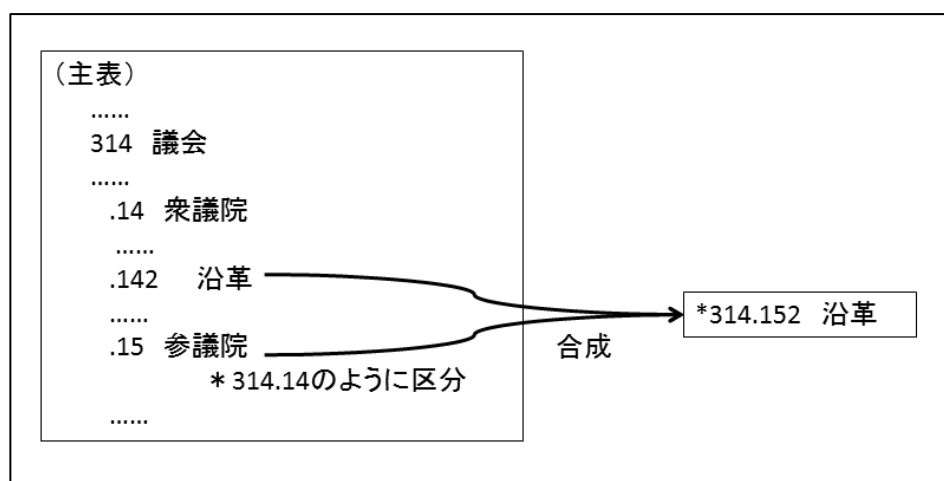 (主表)
……
314 議会
……
.14 衆議院
……
.142 沿革
……
.15 参議院
＊314.14のように区分
……
合成
*314.152 沿革